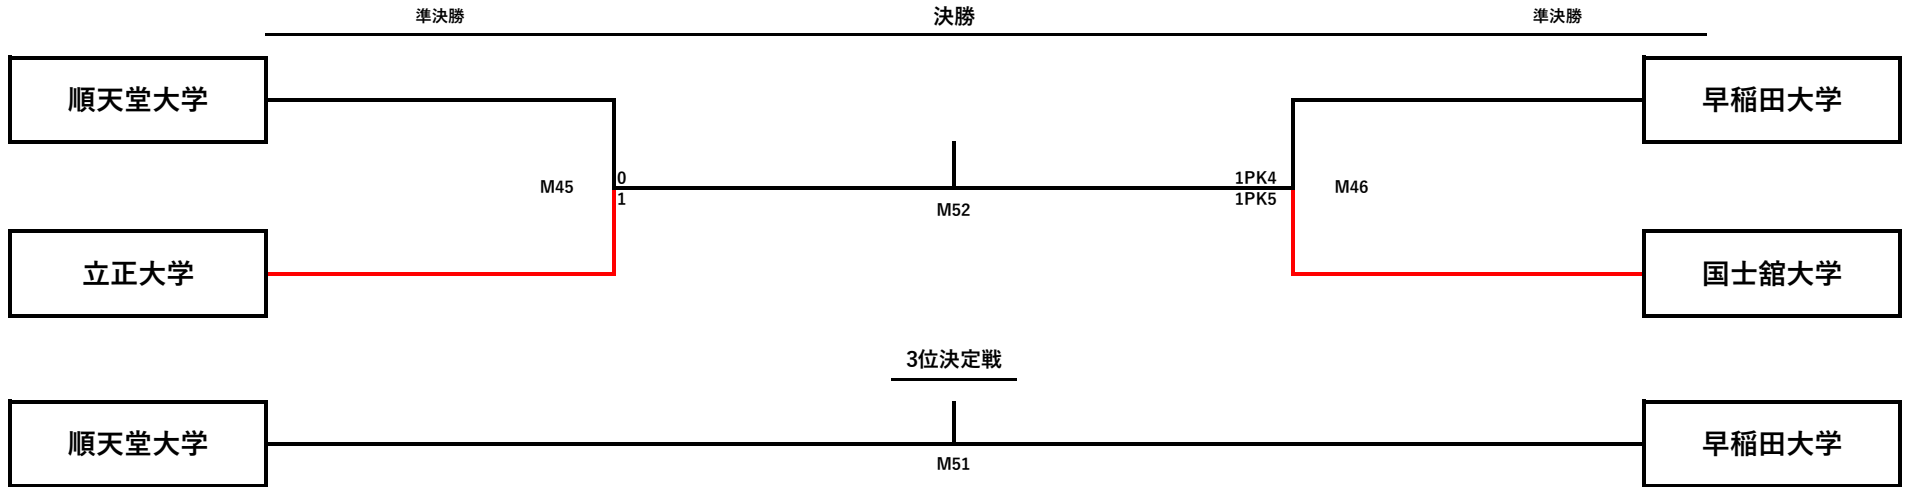 準決勝
決勝
準決勝
順天堂大学
早稲田大学
M45
0
1
M52
1PK4
1PK5
M46
立正大学
国士舘大学
3位決定戦
順天堂大学
早稲田大学
M51